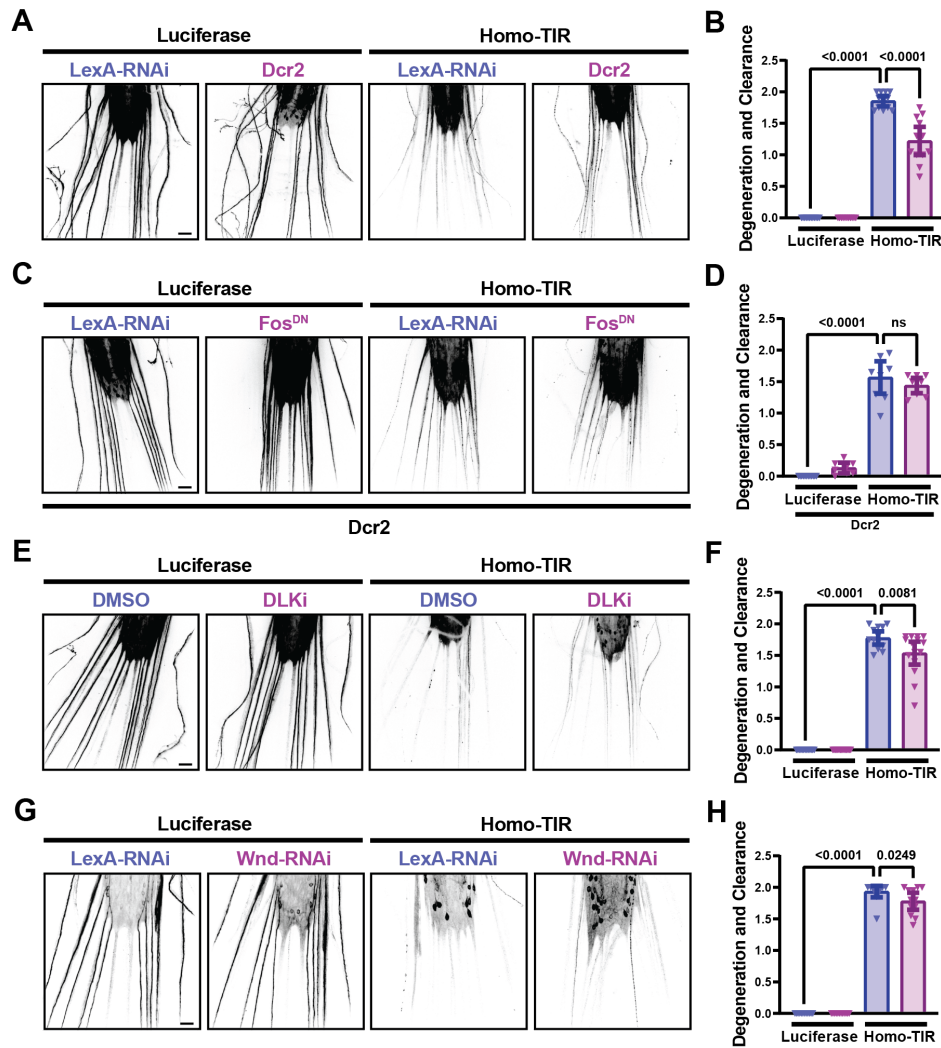 A
Luciferase
Homo-TIR
LexA-RNAi
Dcr2
LexA-RNAi
Dcr2
B
<0.0001
<0.0001
Degeneration and Clearance
2.5
2.0
1.5
1.0
0.5
0.0
Luciferase
Homo-TIR
C
Luciferase
Homo-TIR
LexA-RNAi
FosDN
LexA-RNAi
FosDN
Dcr2
D
<0.0001
ns
Degeneration and Clearance
2.5
2.0
1.5
1.0
0.5
0.0
Luciferase
Homo-TIR
Dcr2
E
Luciferase
Homo-TIR
DMSO
DLKi
DMSO
DLKi
F
<0.0001
0.0081
Degeneration and Clearance
2.5
2.0
1.5
1.0
0.5
0.0
Luciferase
Homo-TIR
G
Luciferase
Homo-TIR
LexA-RNAi
Wnd-RNAi
LexA-RNAi
Wnd-RNAi
H
<0.0001
0.0249
Degeneration and Clearance
2.5
2.0
1.5
1.0
0.5
0.0
Luciferase
Homo-TIR